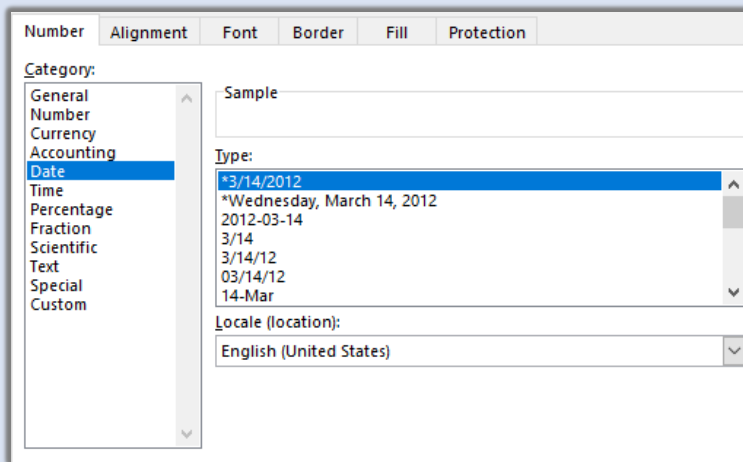 Number Alignment Font Border Fill Protection
Category:
General
Number
Currency
Accounting
Date
Time
Percentage
Fraction
Scientific
Text
Special
Custom
Sample
Type:
*3/14/2012
*Wednesday, March 14, 2012
2012-03-14
3/14
3/14/12
03/14/12
14-Mar
Locale (location):
English (United States)